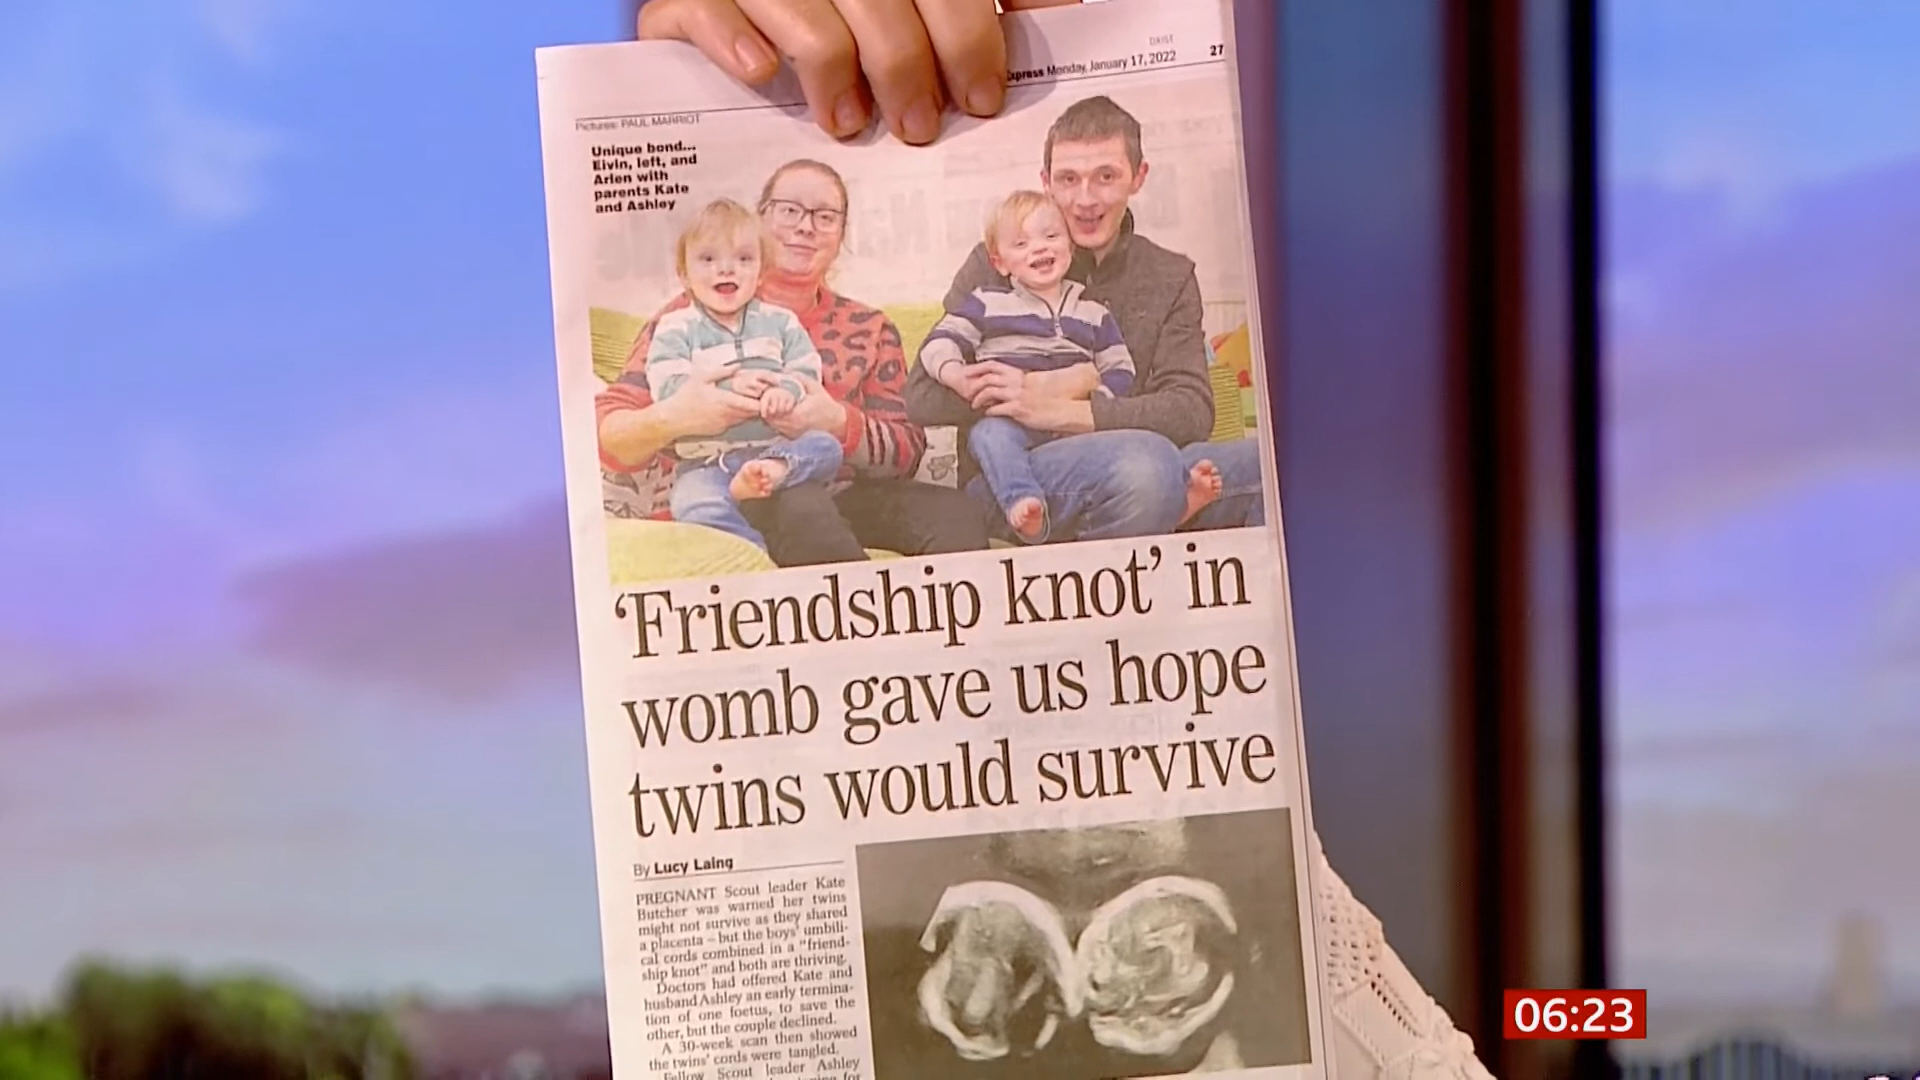 Express Monday, January 17, 2022 27
Pictures: PAUL MARRIOT
Unique bond...
Eivin, left, and
Arlen with
parents Kate
and Ashley
‘Friendship knot’ in
womb gave us hope
twins would survive
By Lucy Laing
PREGNANT Scout leader Kate
Butcher was warned her twins
might not survive as they shared
a placenta – but the boys’ umbili-
cal cords combined in a “friend-
ship knot” and both are thriving.
Doctors had offered Kate and
husband Ashley an early termina-
tion of one foetus, to save the
other, but the couple declined.
A 30-week scan then showed
the twins’ cords were tangled.
Fellow Scout leader Ashley
for
06:23